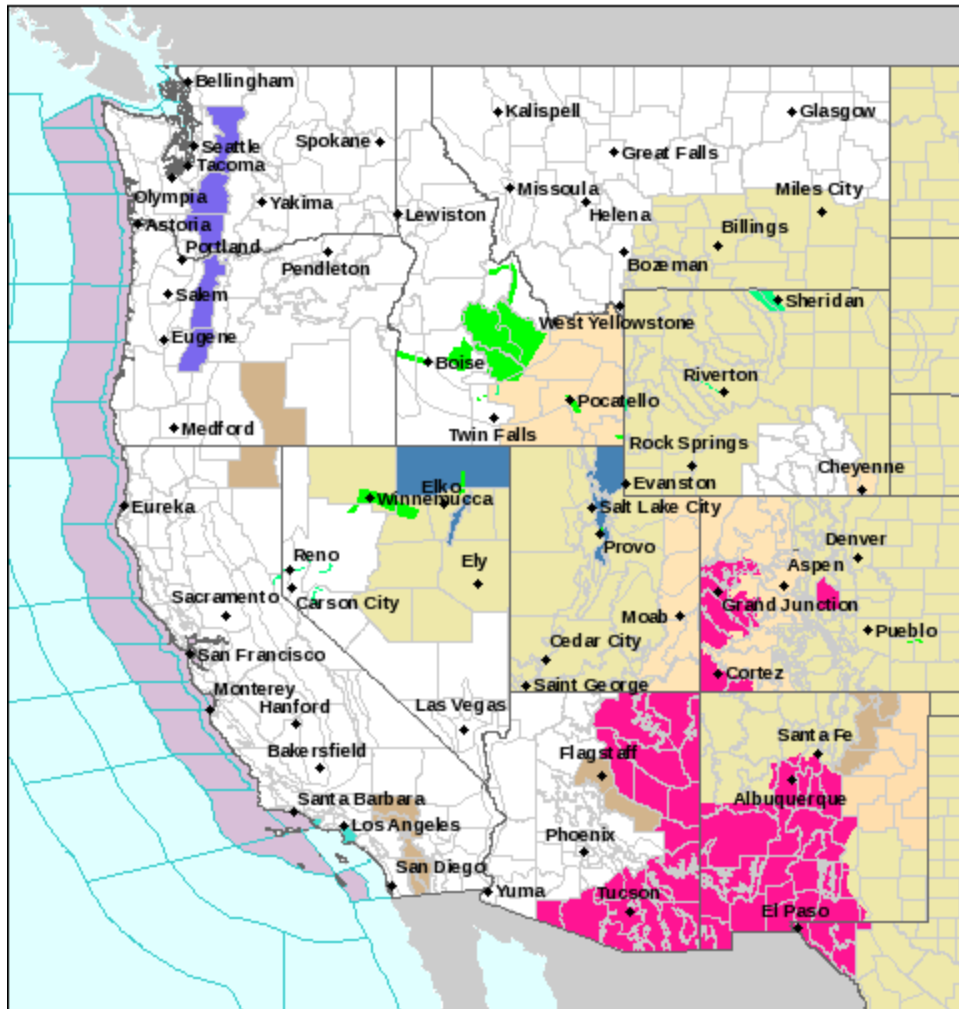 Bellingham
Kalispell
Glasgow
Seattle
Spokane
Great Falls
Tacoma
Missoula
Miles City
Olympia
Yakima
Lewiston
Helena
Astoria
Billings
Portland
Pendleton
Bozeman
Salem
Sheridan
West Yellowstone
Eugene
Boise
Riverton
Pocatello
Medford
Twin Falls
Rock Springs
Cheyenne
Elko
Evanston
Eureka
Winnemucca
Salt Lake City
Reno
Provo
Denver
Ely
Aspen
Sacramento
Carson City
Grand Junction
Moab
Pueblo
San Francisco
Cedar City
Cortez
Monterey
Saint George
Hanford
Las Vegas
Bakersfield
Flagstaff
Santa Fe
Santa Barbara
Albuquerque
Los Angeles
Phoenix
San Diego
Yuma
Tucson
El Paso